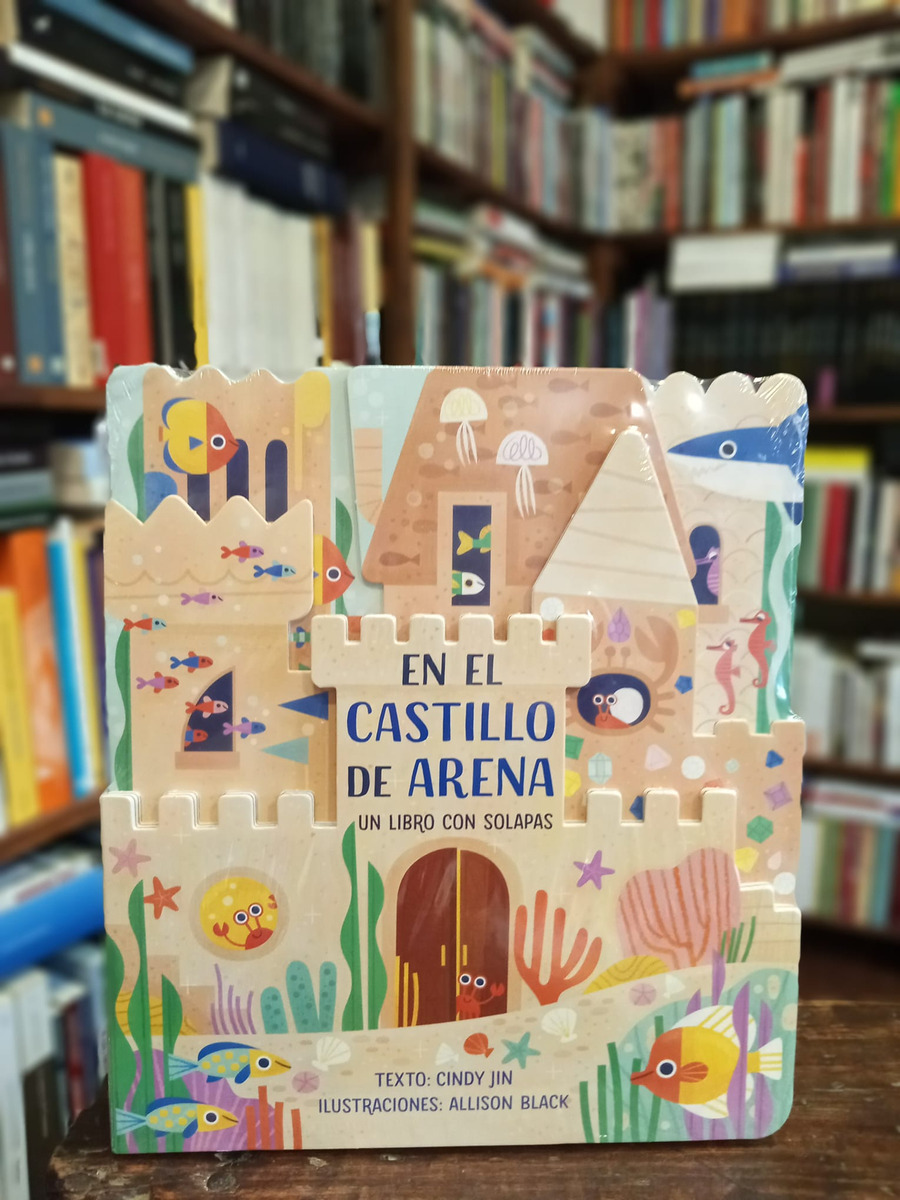 EN EL
CASTILLO
DE ARENA
UN LIBRO CON SOLAPAS
TEXTO: CINDY JIN
ILUSTRACIONES: ALLISON BLACK